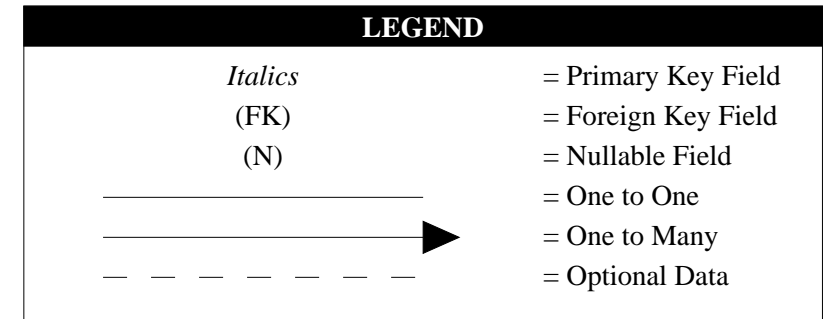 LEGEND
Italics = Primary Key Field
(FK) = Foreign Key Field
(N) = Nullable Field
= One to One
= One to Many
= Optional Data